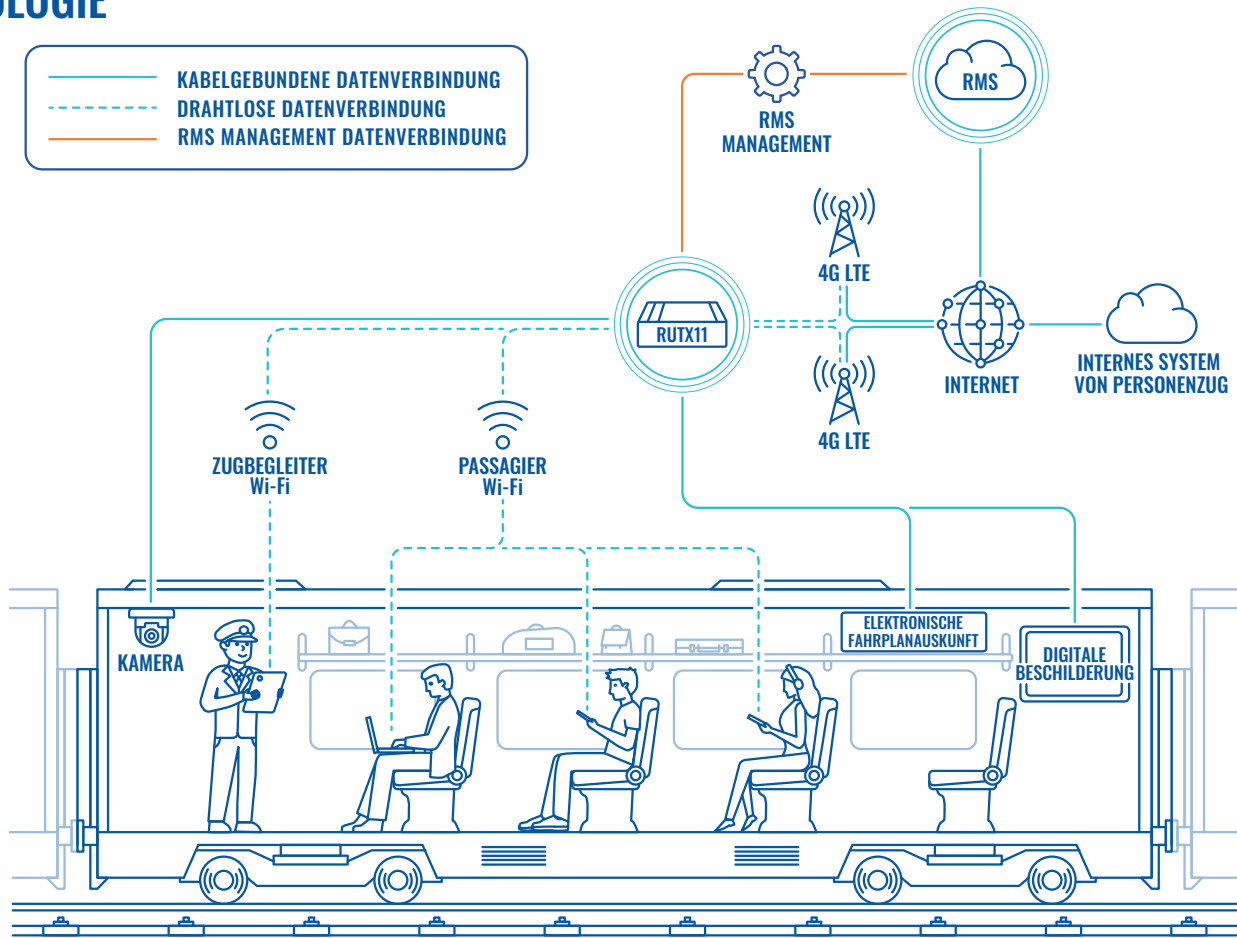 KABELGEBUNDENE DATENVERBINDUNG
DRAHTLOSE DATENVERBINDUNG
RMS MANAGEMENT DATENVERBINDUNG
RMS
RMS
MANAGEMENT
4G LTE
RUTX11
INTERNET
INTERNES SYSTEM
VON PERSONENZUG
4G LTE
ZUGBEGLEITER
Wi-Fi
PASSAGIER
Wi-Fi
KAMERA
ELEKTRONISCHE
FAHRPLANAUSKUNFT
DIGITALE
BESCHILDERUNG